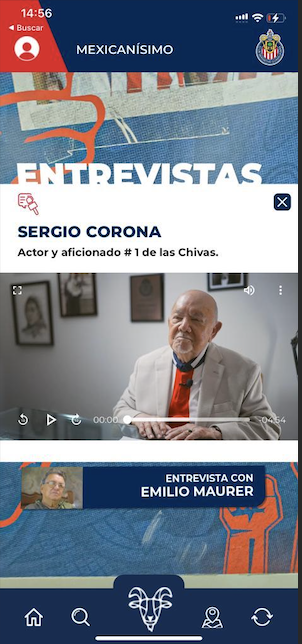 14:56
Buscar
MEXICANÍSIMO
ENTREVISTAS
SERGIO CORONA
Actor y aficionado # 1 de las Chivas.
00:00
-04:54
ENTREVISTA CON
EMILIO MAURER